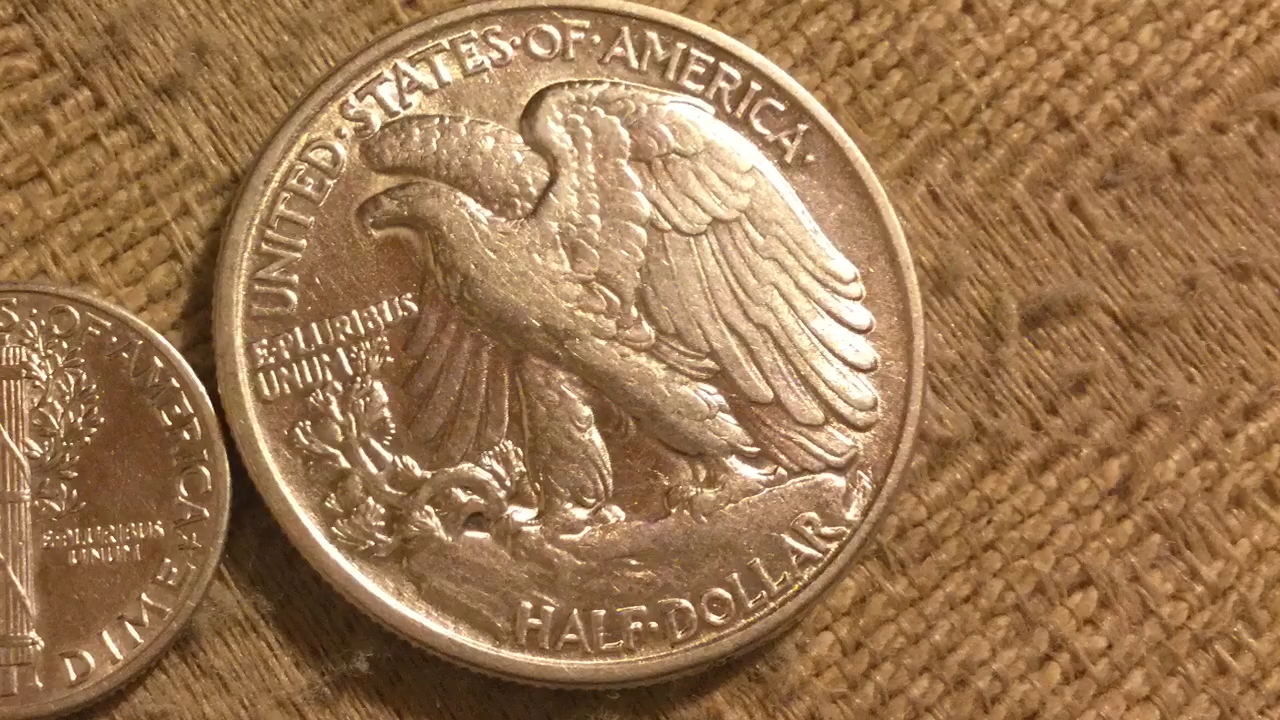 UNITED·STATES·OF·AMERICA·
E·PLURIBUS
UNUM
HALF·DOLLAR
S·OF·AMERICA
E·PLURIBUS
UNUM
DIME